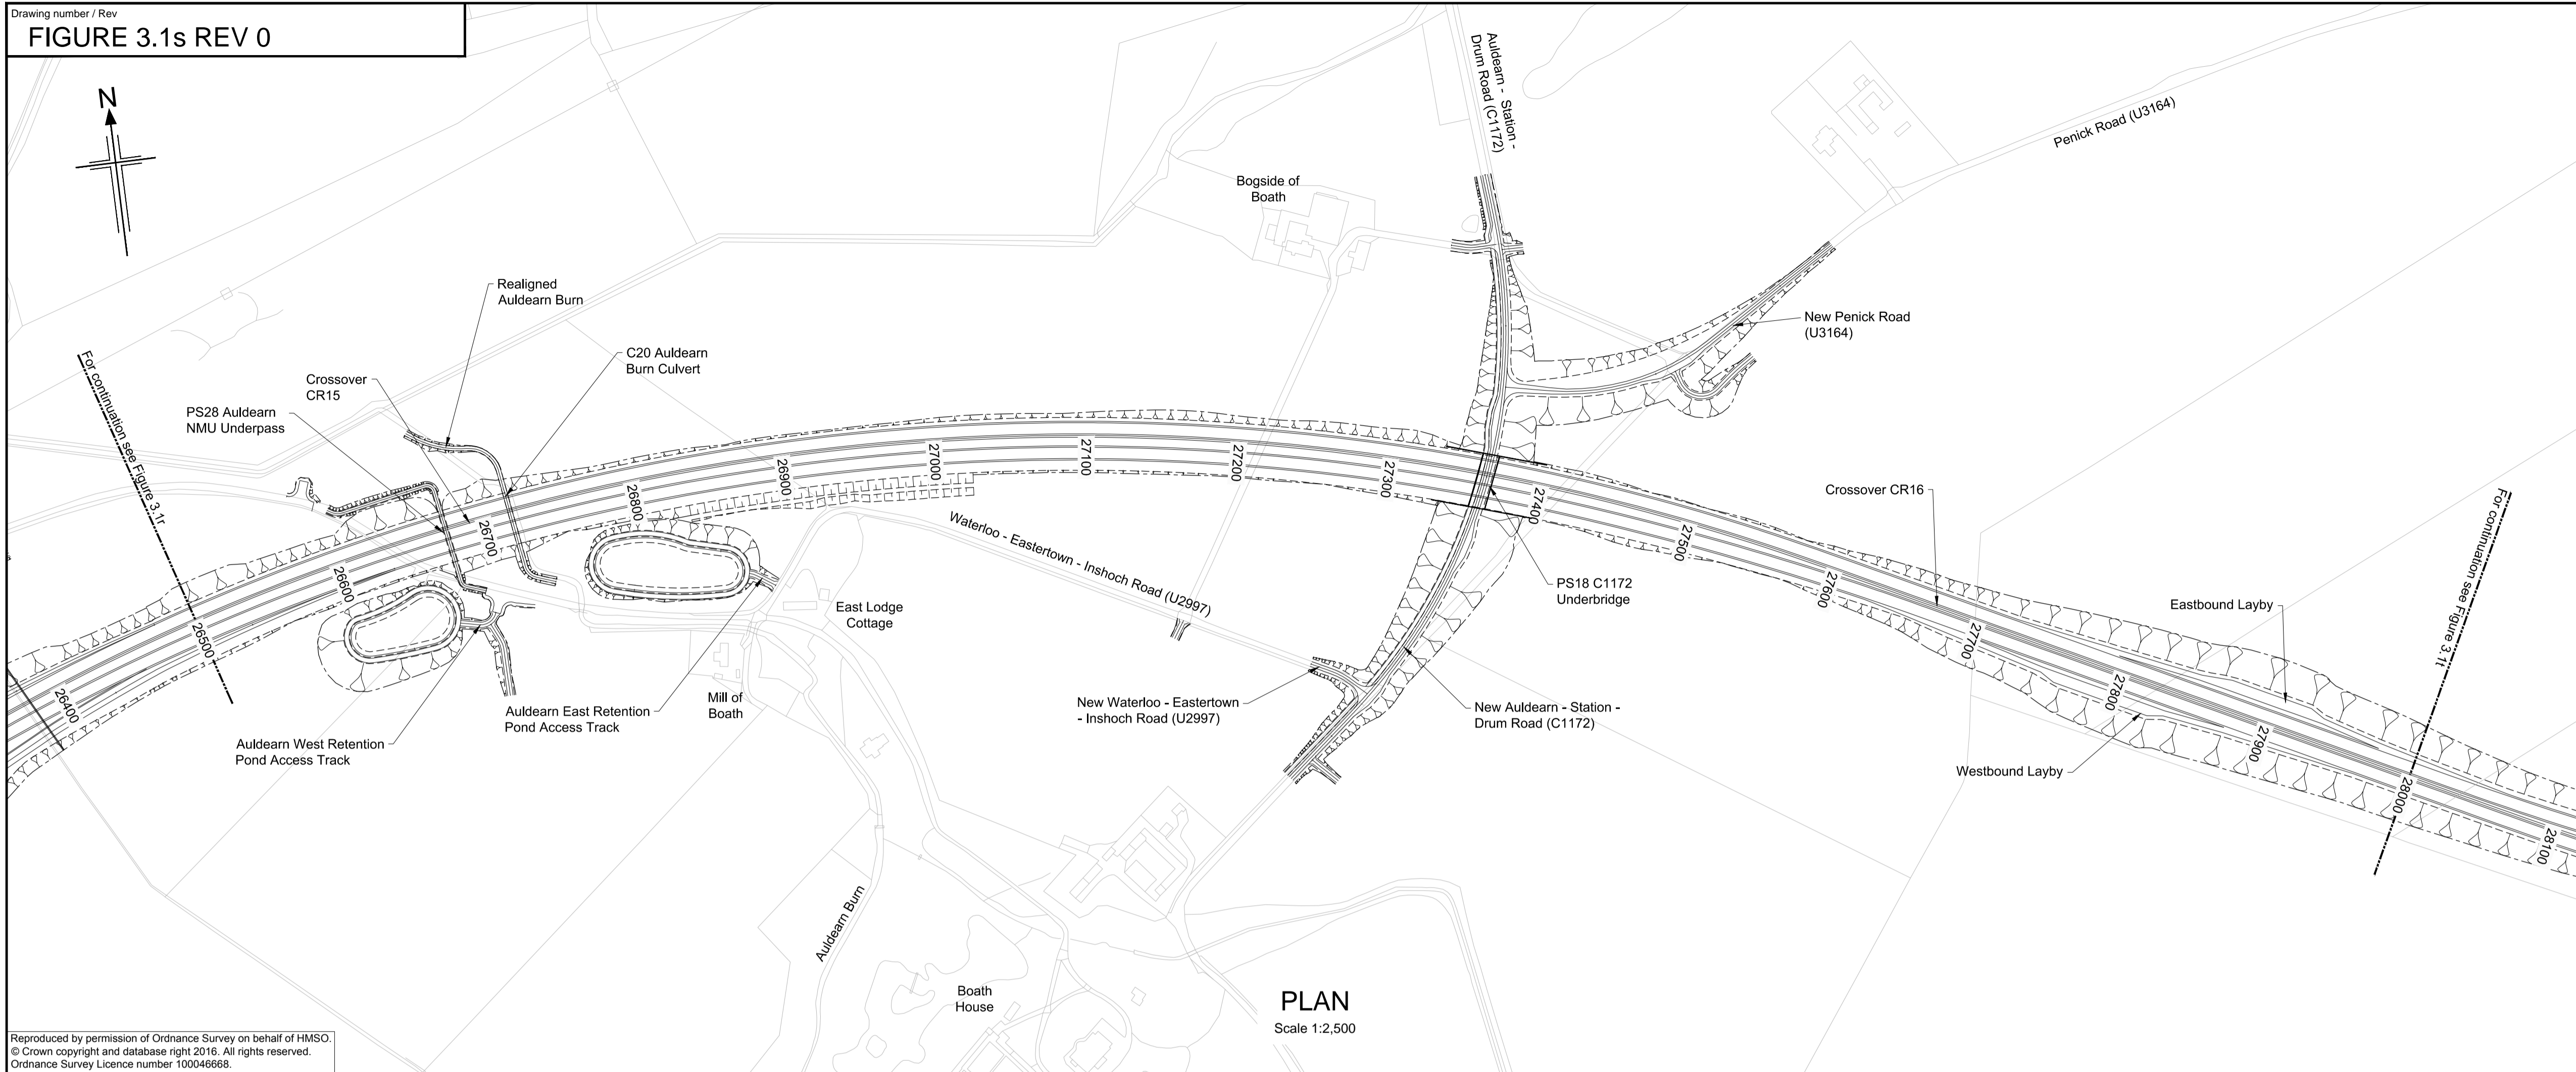 Drawing number / Rev
FIGURE 3.1s REV 0
N
Auldearn - Station -
Drum Road (C1172)
Penick Road (U3164)
Bogside of
Boath
Realigned
Auldearn Burn
New Penick Road
(U3164)
C20 Auldearn
Burn Culvert
For continuation see Figure 3.1r
Crossover
CR15
PS28 Auldearn
NMU Underpass
26400
26500
26600
26700
26800
26900
27000
27100
27200
27300
27400
27500
27600
27700
27800
27900
28000
28100
Crossover CR16
For continuation see Figure 3.1t
Waterloo - Eastertown - Inshoch Road (U2997)
PS18 C1172
Underbridge
Eastbound Layby
East Lodge
Cottage
Mill of
Boath
New Waterloo - Eastertown
- Inshoch Road (U2997)
New Auldearn - Station -
Drum Road (C1172)
Auldearn East Retention
Pond Access Track
Auldearn West Retention
Pond Access Track
Westbound Layby
Auldearn Burn
Boath
House
PLAN
Scale 1:2,500
Reproduced by permission of Ordnance Survey on behalf of HMSO.
© Crown copyright and database right 2016. All rights reserved.
Ordnance Survey Licence number 100046668.